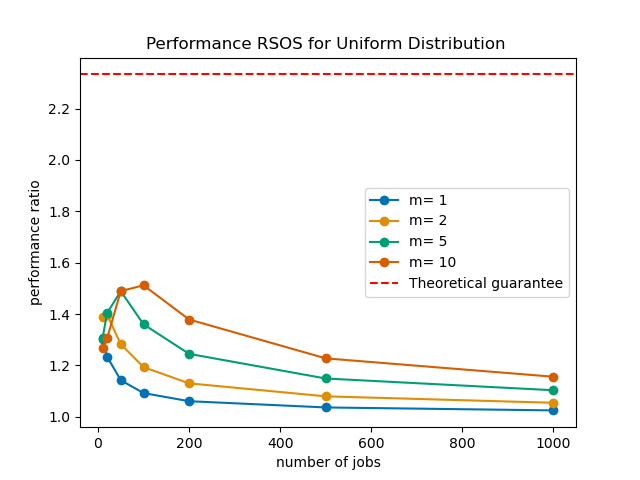 Performance RSOS for Uniform Distribution
performance ratio
2.2
2.0
1.8
1.6
1.4
1.2
1.0
m= 1
m= 2
m= 5
m= 10
Theoretical guarantee
0 200 400 600 800 1000
number of jobs